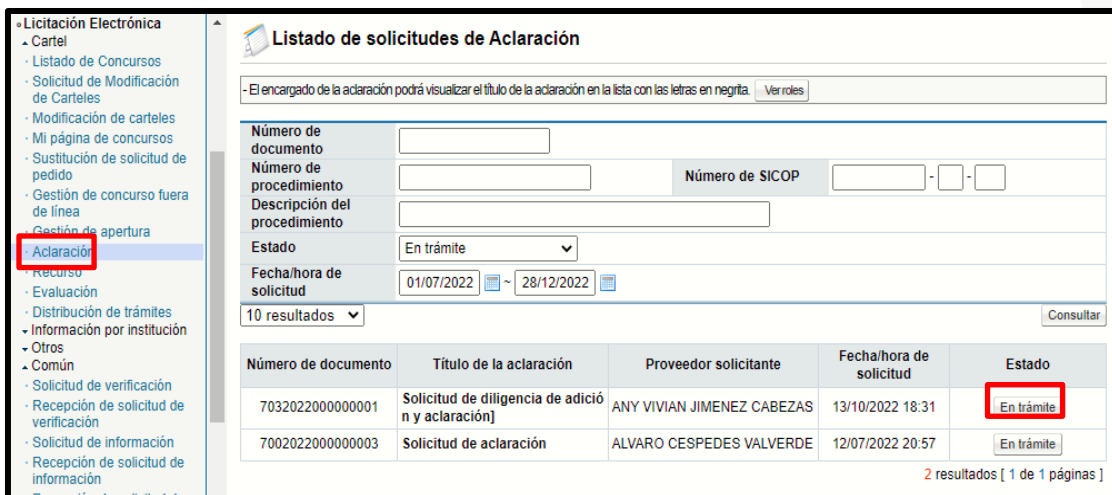 Licitación Electrónica
Cartel
Listado de Concursos
Solicitud de Modificación
de Carteles
Modificación de carteles
Mi página de concursos
Sustitución de solicitud de
pedido
Gestión de concurso fuera
de línea
Gestión de apertura
Aclaración
Recurso
Evaluación
Distribución de trámites
Información por institución
Otros
Común
Solicitud de verificación
Recepción de solicitud de
verificación
Solicitud de información
Recepción de solicitud de
información
Listado de solicitudes de Aclaración
- El encargado de la aclaración podrá visualizar el título de la aclaración en la lista con las letras en negrita. Ver roles
Número de
documento
Número de
procedimiento
Número de SICOP - -
Descripción del
procedimiento
Estado En trámite
Fecha/hora de
solicitud
01/07/2022 ~ 28/12/2022
10 resultados Consultar
Número de documento Título de la aclaración Proveedor solicitante Fecha/hora de
solicitud Estado
7032022000000001 Solicitud de diligencia de adició
n y aclaración] ANY VIVIAN JIMENEZ CABEZAS 13/10/2022 18:31 En trámite
7002022000000003 Solicitud de aclaración ALVARO CESPEDES VALVERDE 12/07/2022 20:57 En trámite
2 resultados [ 1 de 1 páginas ]